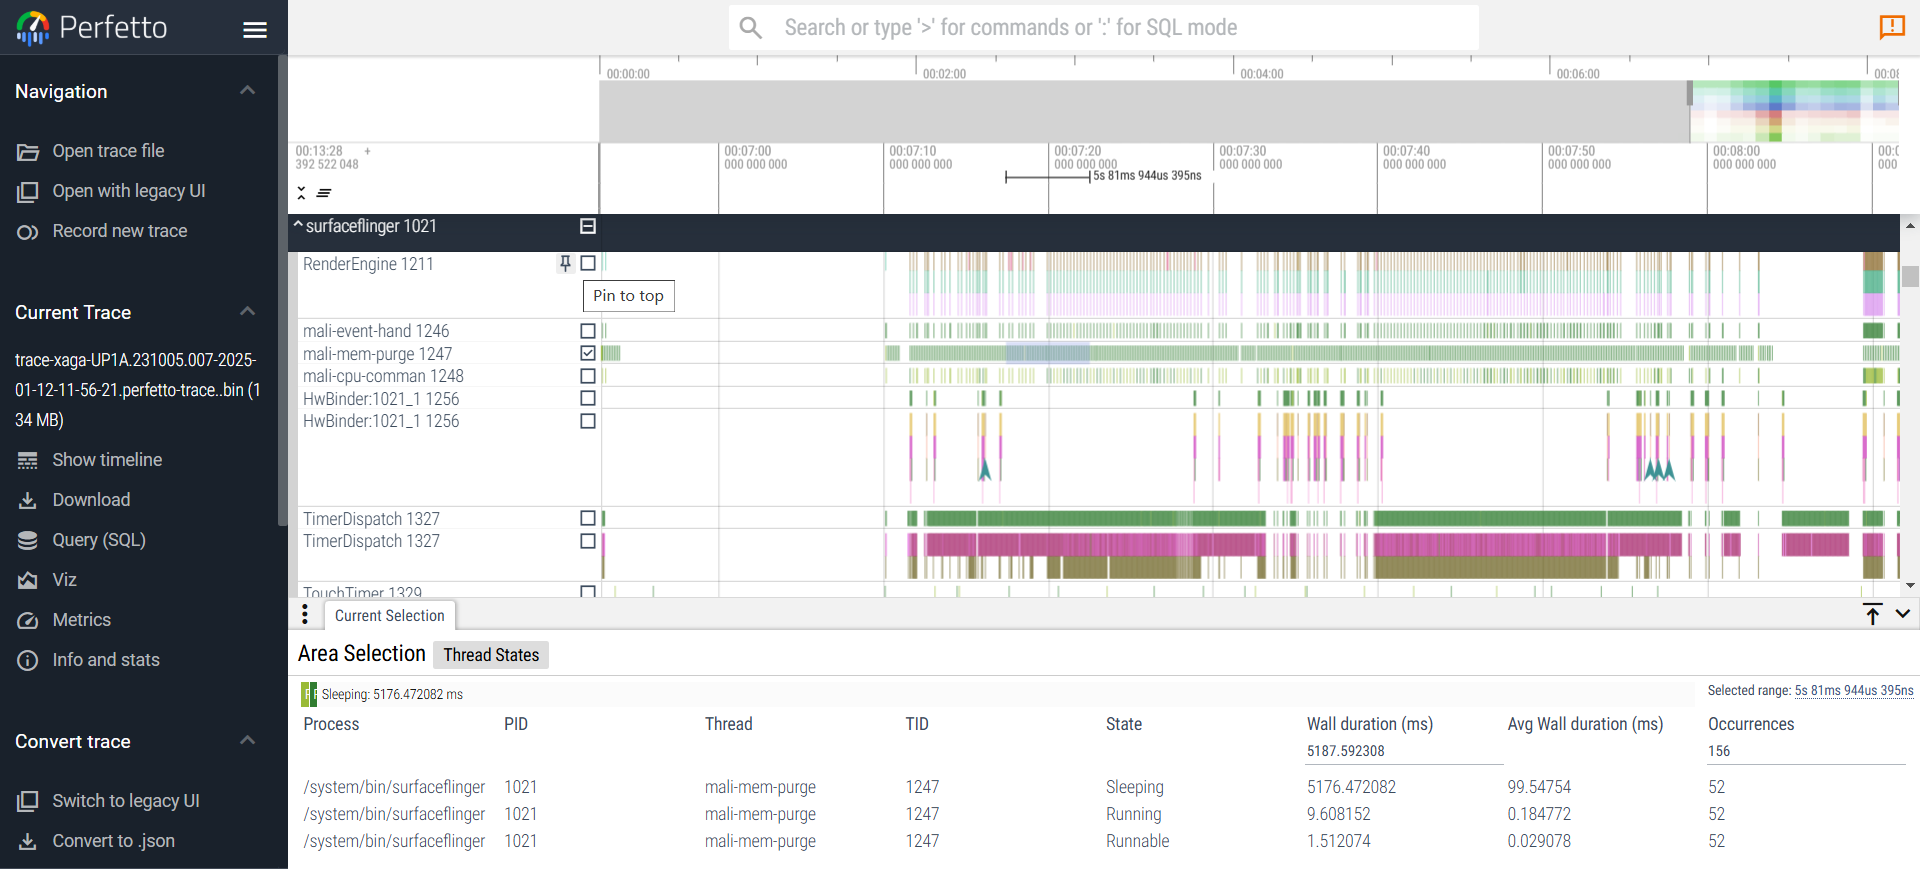 Perfetto
Search or type '>' for commands or ':' for SQL mode
Navigation
Open trace file
Open with legacy UI
Record new trace
Current Trace
trace-xaga-UP1A.231005.007-2025-
01-12-11-56-21.perfetto-trace..bin (1
34 MB)
Show timeline
Download
Query (SQL)
Viz
Metrics
Info and stats
Convert trace
Switch to legacy UI
Convert to .json
00:00:00
00:02:00
00:04:00
00:06:00
00:08
00:13:28
+
392 522 048
00:07:00
000 000 000
00:07:10
000 000 000
00:07:20
000 000 000
00:07:30
000 000 000
00:07:40
000 000 000
00:07:50
000 000 000
00:08:00
000 000 000
000
5s 81ms 944us 395ns
surfaceflinger 1021
RenderEngine 1211
Pin to top
mali-event-hand 1246
mali-mem-purge 1247
mali-cpu-comman 1248
HwBinder:1021_1 1256
HwBinder:1021_1 1256
TimerDispatch 1327
TimerDispatch 1327
TouchTimer 1329
Current Selection
Area Selection Thread States
Sleeping: 5176.472082 ms
Selected range: 5s 81ms 944us 395ns
Process PID Thread TID State Wall duration (ms) Avg Wall duration (ms) Occurrences
5187.592308 156
/system/bin/surfaceflinger 1021 mali-mem-purge 1247 Sleeping 5176.472082 99.54754 52
/system/bin/surfaceflinger 1021 mali-mem-purge 1247 Running 9.608152 0.184772 52
/system/bin/surfaceflinger 1021 mali-mem-purge 1247 Runnable 1.512074 0.029078 52